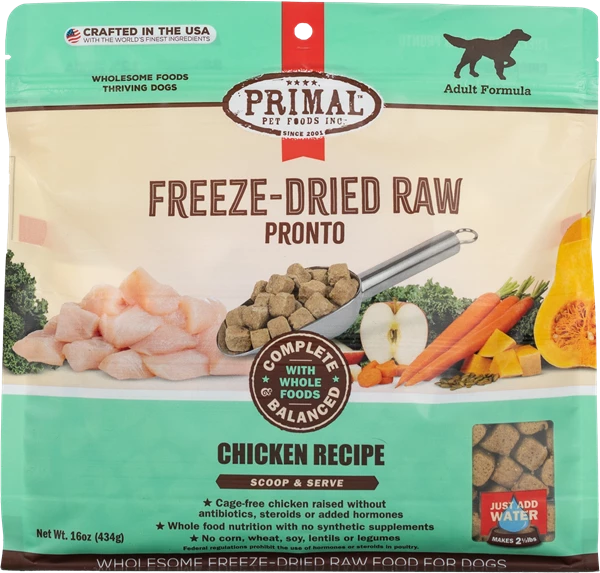 CRAFTED IN THE USA
WITH THE WORLD'S FINEST INGREDIENTS
WHOLESOME FOODS
THRIVING DOGS
Adult Formula
PRIMAL™
PET FOODS INC.
SINCE 2001
FREEZE-DRIED RAW
PRONTO
COMPLETE
WITH
WHOLE
FOODS
&
BALANCED
CHICKEN RECIPE
SCOOP & SERVE
★ Cage-free chicken raised without
antibiotics, steroids or added hormones
★ Whole food nutrition with no synthetic supplements
★ No corn, wheat, soy, lentils or legumes
Federal regulations prohibit the use of hormones or steroids in poultry.
Net Wt. 16oz (434g)
JUST ADD
WATER
MAKES 2½lbs
WHOLESOME FREEZE-DRIED RAW FOOD FOR DOGS